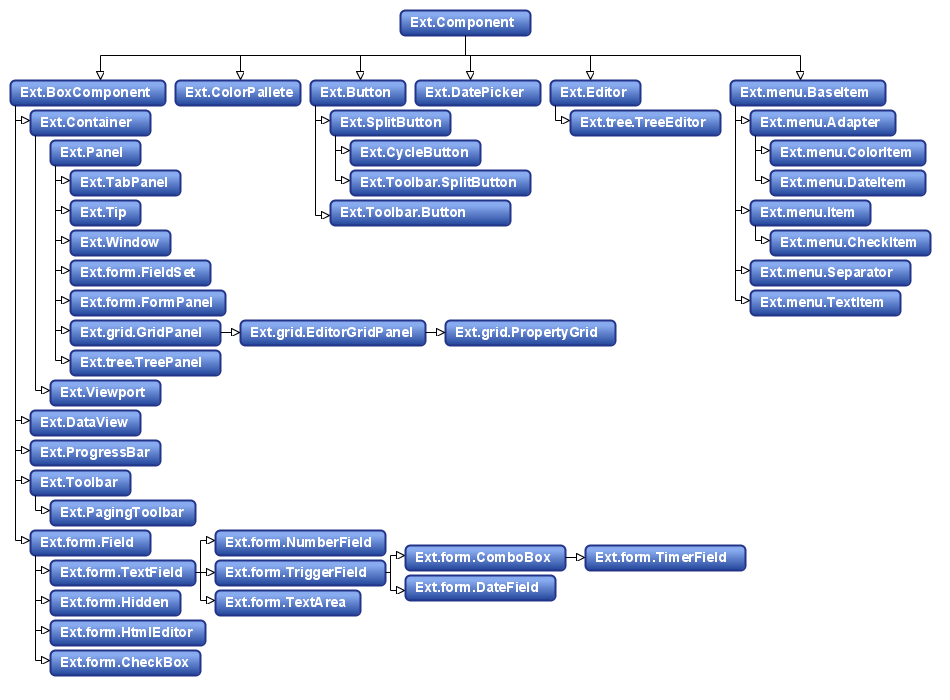 Ext.Component
Ext.BoxComponent
Ext.ColorPallete
Ext.Button
Ext.DatePicker
Ext.Editor
Ext.menu.BaseItem
Ext.Container
Ext.SplitButton
Ext.tree.TreeEditor
Ext.menu.Adapter
Ext.Panel
Ext.CycleButton
Ext.menu.ColorItem
Ext.TabPanel
Ext.Toolbar.SplitButton
Ext.menu.DateItem
Ext.Tip
Ext.Toolbar.Button
Ext.menu.Item
Ext.Window
Ext.menu.CheckItem
Ext.form.FieldSet
Ext.menu.Separator
Ext.form.FormPanel
Ext.menu.TextItem
Ext.grid.GridPanel
Ext.grid.EditorGridPanel
Ext.grid.PropertyGrid
Ext.tree.TreePanel
Ext.Viewport
Ext.DataView
Ext.ProgressBar
Ext.Toolbar
Ext.PagingToolbar
Ext.form.Field
Ext.form.NumberField
Ext.form.ComboBox
Ext.form.TimerField
Ext.form.TextField
Ext.form.TriggerField
Ext.form.DateField
Ext.form.Hidden
Ext.form.TextArea
Ext.form.HtmlEditor
Ext.form.CheckBox